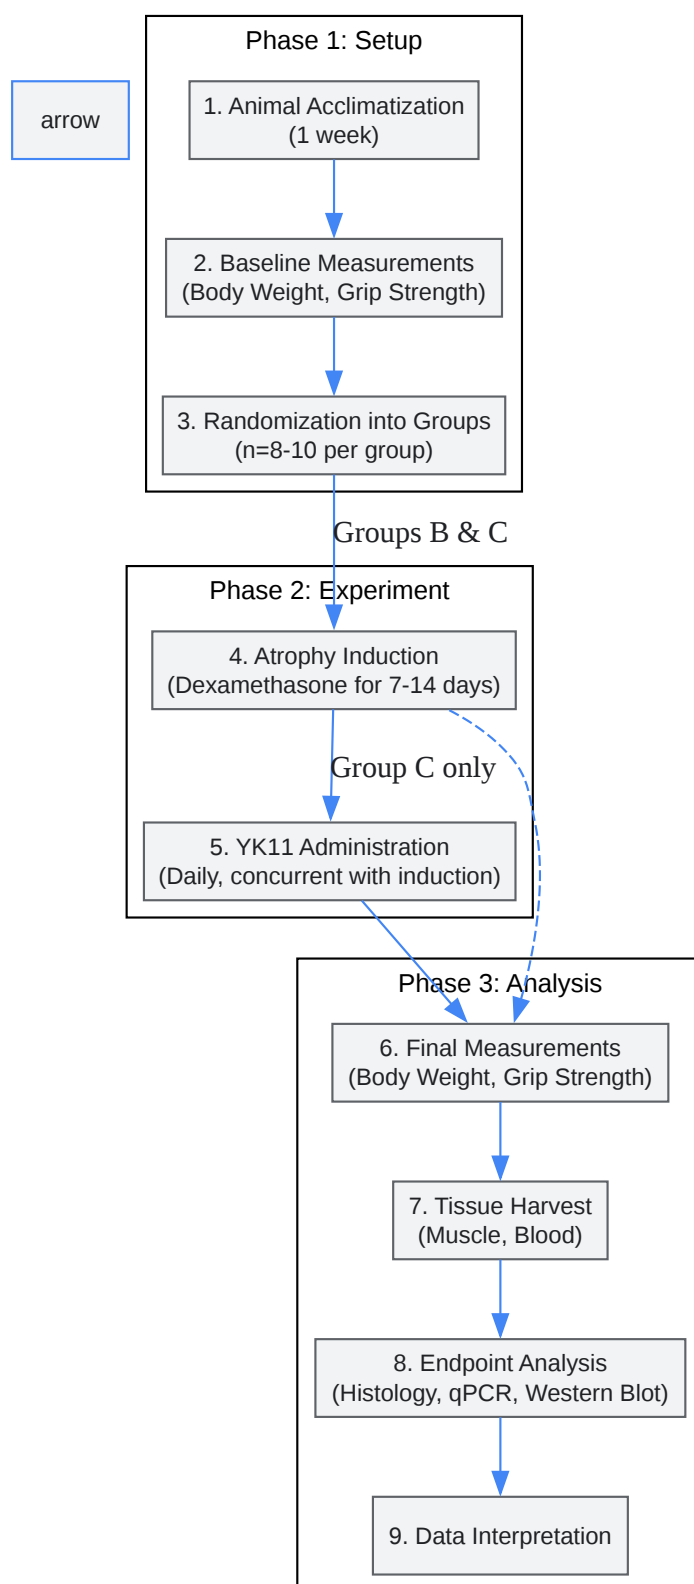 Phase 1: Setup
arrow
1. Animal Acclimatization
(1 week)
2. Baseline Measurements
(Body Weight, Grip Strength)
3. Randomization into Groups
(n=8-10 per group)
Groups B & C
Phase 2: Experiment
4. Atrophy Induction
(Dexamethasone for 7-14 days)
Group C only
5. YK11 Administration
(Daily, concurrent with induction)
Phase 3: Analysis
6. Final Measurements
(Body Weight, Grip Strength)
7. Tissue Harvest
(Muscle, Blood)
8. Endpoint Analysis
(Histology, qPCR, Western Blot)
9. Data Interpretation